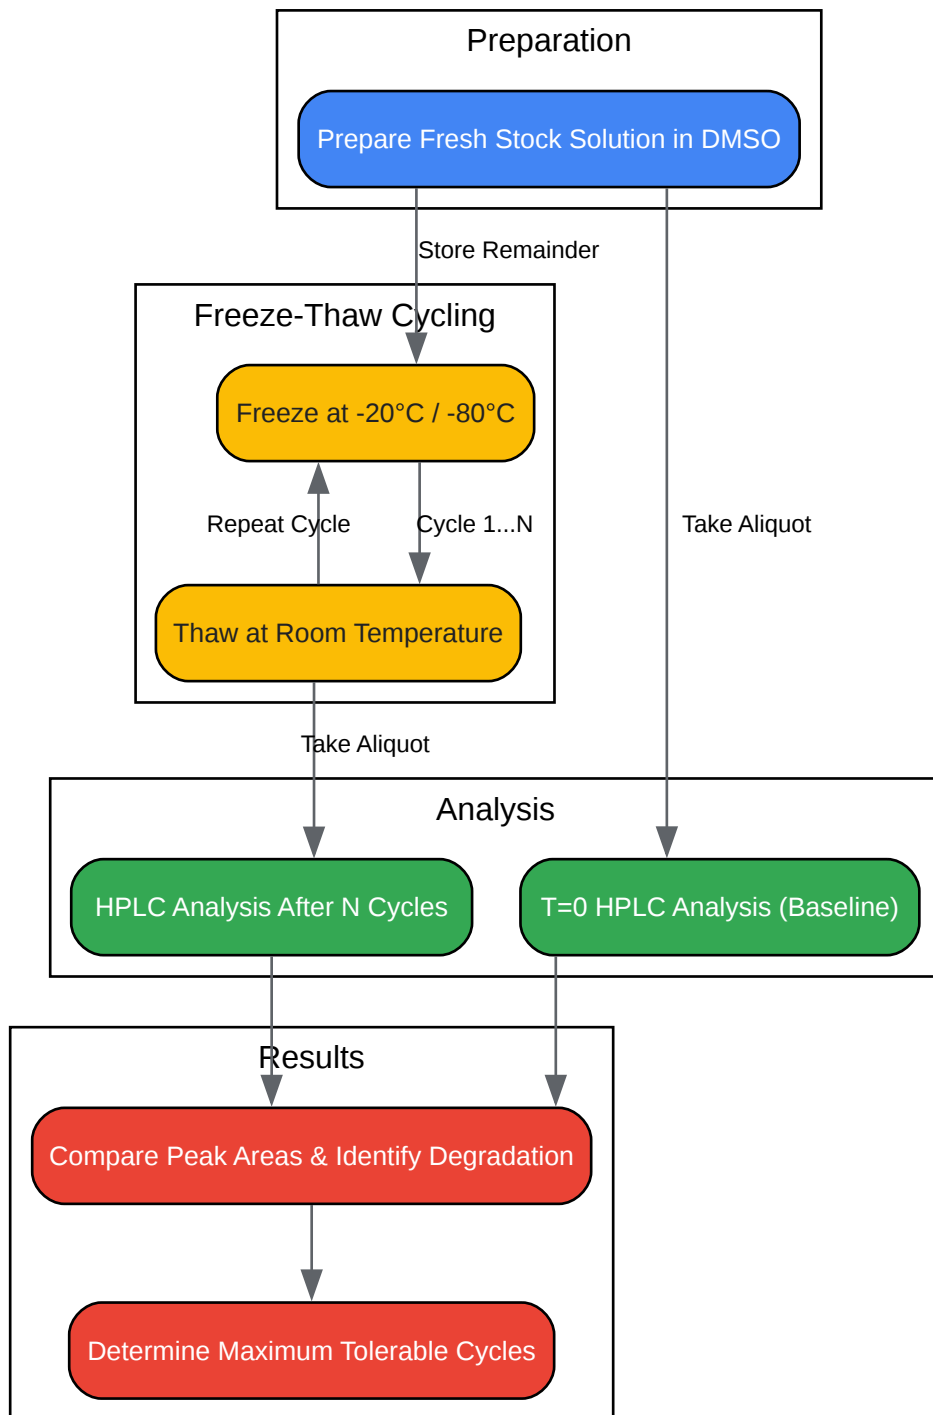 Preparation
Prepare Fresh Stock Solution in DMSO
Store Remainder
Freeze-Thaw Cycling
Freeze at -20°C / -80°C
Repeat Cycle
Cycle 1...N
Take Aliquot
Thaw at Room Temperature
Take Aliquot
Analysis
HPLC Analysis After N Cycles
T=0 HPLC Analysis (Baseline)
Results
Compare Peak Areas & Identify Degradation
Determine Maximum Tolerable Cycles